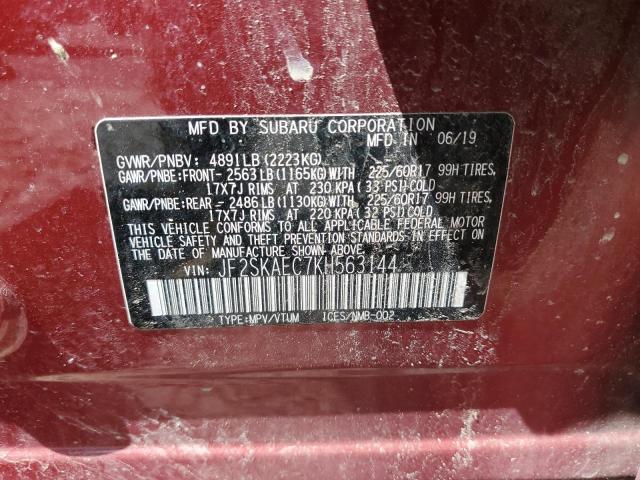 MFD BY SUBARU CORPORATION
MFD IN 06/19
GVWR/PNBV: 4891LB (2223KG)
GAWR/PNBE:FRONT- 2563LB(1165KG)WITH 225/60R17 99H TIRES,
17X7J RIMS AT 230 KPA (33 PSI)COLD
GAWR/PNBE:REAR - 2486LB(1130KG)WITH 225/60R17 99H TIRES,
17X7J RIMS AT 220 KPA (32 PSI)COLD
THIS VEHICLE CONFORMS TO ALL APPLICABLE FEDERAL MOTOR
VEHICLE SAFETY AND THEFT PREVENTION STANDARDS IN EFFECT ON
THE DATE OF MANUFACTURE SHOWN ABOVE.
VIN: JF2SKAEC7KH563144
TYPE:MPV/VTUM ICES/NMB-002